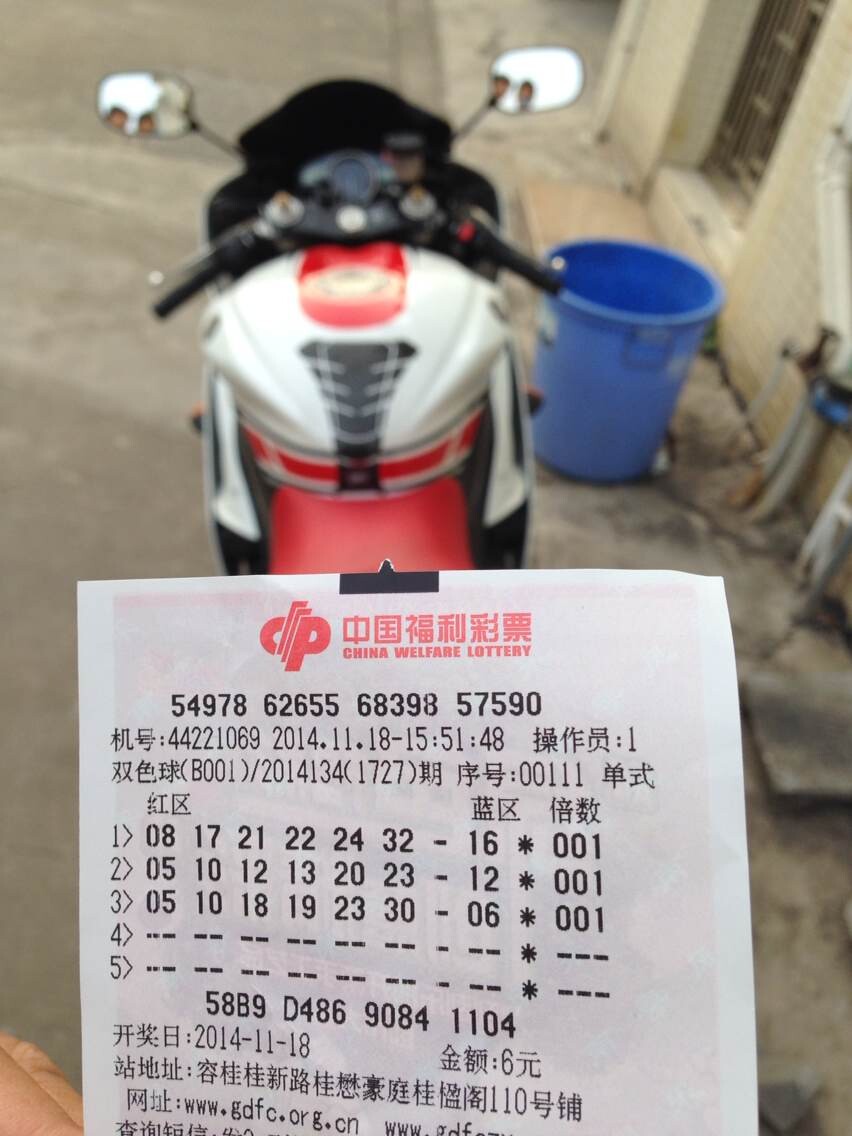 中国福利彩票
CHINA WELFARE LOTTERY
54978 62655 68398 57590
机号:44221069 2014.11.18-15:51:48 操作员:1
双色球(B001)/2014134(1727)期 序号:00111 单式
红区 蓝区 倍数
1> 08 17 21 22 24 32 - 16 * 001
2> 05 10 12 13 20 23 - 12 * 001
3> 05 10 18 19 23 30 - 06 * 001
4> -- -- -- -- -- -- - -- * ---
5> -- -- -- -- -- -- - -- * ---
58B9 D486 9084 1104
开奖日:2014-11-18 金额:6元
站地址:容桂桂新路桂懋豪庭桂楹阁110号铺
网址:www.gdfc.org.cn
查询短信:发